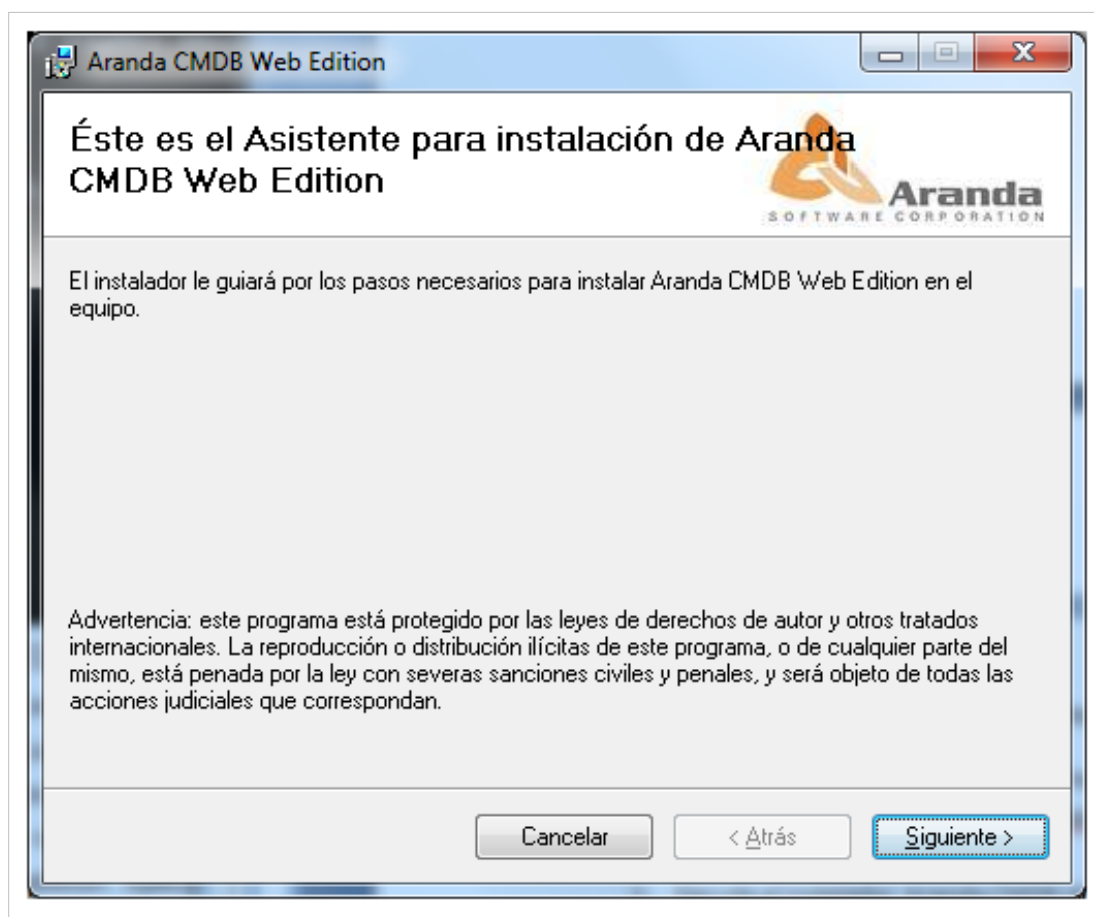 Aranda CMDB Web Edition
Éste es el Asistente para instalación de Aranda
CMDB Web Edition
Aranda
SOFTWARE CORPORATION
El instalador le guiará por los pasos necesarios para instalar Aranda CMDB Web Edition en el
equipo.
Advertencia: este programa está protegido por las leyes de derechos de autor y otros tratados
internacionales. La reproducción o distribución ilícitas de este programa, o de cualquier parte del
mismo, está penada por la ley con severas sanciones civiles y penales, y será objeto de todas las
acciones judiciales que correspondan.
Cancelar
< Atrás
Siguiente >